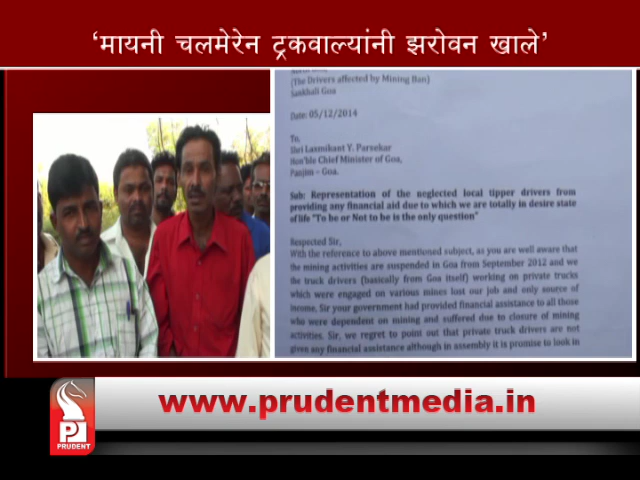 ‘मायनी चलमेरेन ट्रकवाल्यांनी झरोवन खाले’
(The Drivers affected by Mining Ban)
Sankhali Goa
Date: 05/12/2014
To,
Shri Laxmikant Y. Parsekar
Hon'ble Chief Minister of Goa,
Panjim - Goa.
Sub: Representation of the neglected local tipper drivers from
providing any financial aid due to which we are totally in desire state
of life "To be or Not to be is the only question"
Respected Sir,
With the reference to above mentioned subject, as you are well aware that
the mining activities are suspended in Goa from September 2012 and we
the truck drivers (basically from Goa itself) working on private trucks
which were engaged on various mines lost our job and only source of
income, Sir your government had provided financial assistance to all those
who were dependent on mining and suffered due to closure of mining
activities. Sir, we regret to point out that private truck drivers are not
given any financial assistance although in assembly it is promise to look in
PRUDENT
www.prudentmedia.in